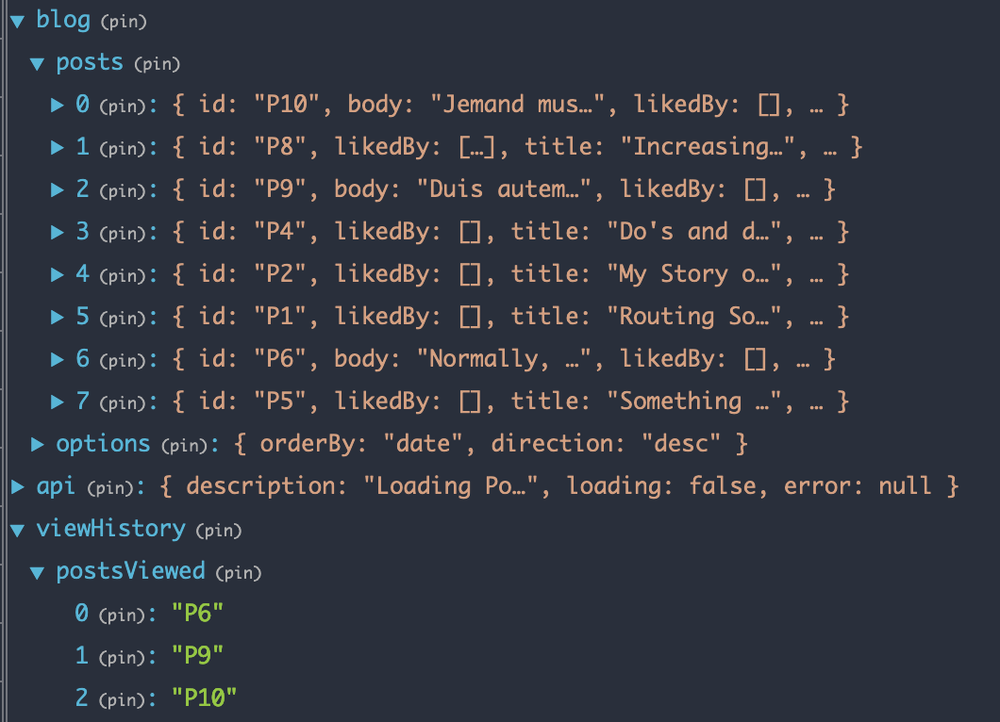 ▼ blog (pin)
▼ posts (pin)
▶ 0 (pin): { id: "P10", body: "Jemand mus…", likedBy: [], … }
▶ 1 (pin): { id: "P8", likedBy: […], title: "Increasing…", … }
▶ 2 (pin): { id: "P9", body: "Duis autem…", likedBy: [], … }
▶ 3 (pin): { id: "P4", likedBy: [], title: "Do's and d…", … }
▶ 4 (pin): { id: "P2", likedBy: [], title: "My Story o…", … }
▶ 5 (pin): { id: "P1", likedBy: [], title: "Routing So…", … }
▶ 6 (pin): { id: "P6", body: "Normally, …", likedBy: [], … }
▶ 7 (pin): { id: "P5", likedBy: [], title: "Something …", … }
▶ options (pin): { orderBy: "date", direction: "desc" }
▶ api (pin): { description: "Loading Po…", loading: false, error: null }
▼ viewHistory (pin)
▼ postsViewed (pin)
0 (pin): "P6"
1 (pin): "P9"
2 (pin): "P10"